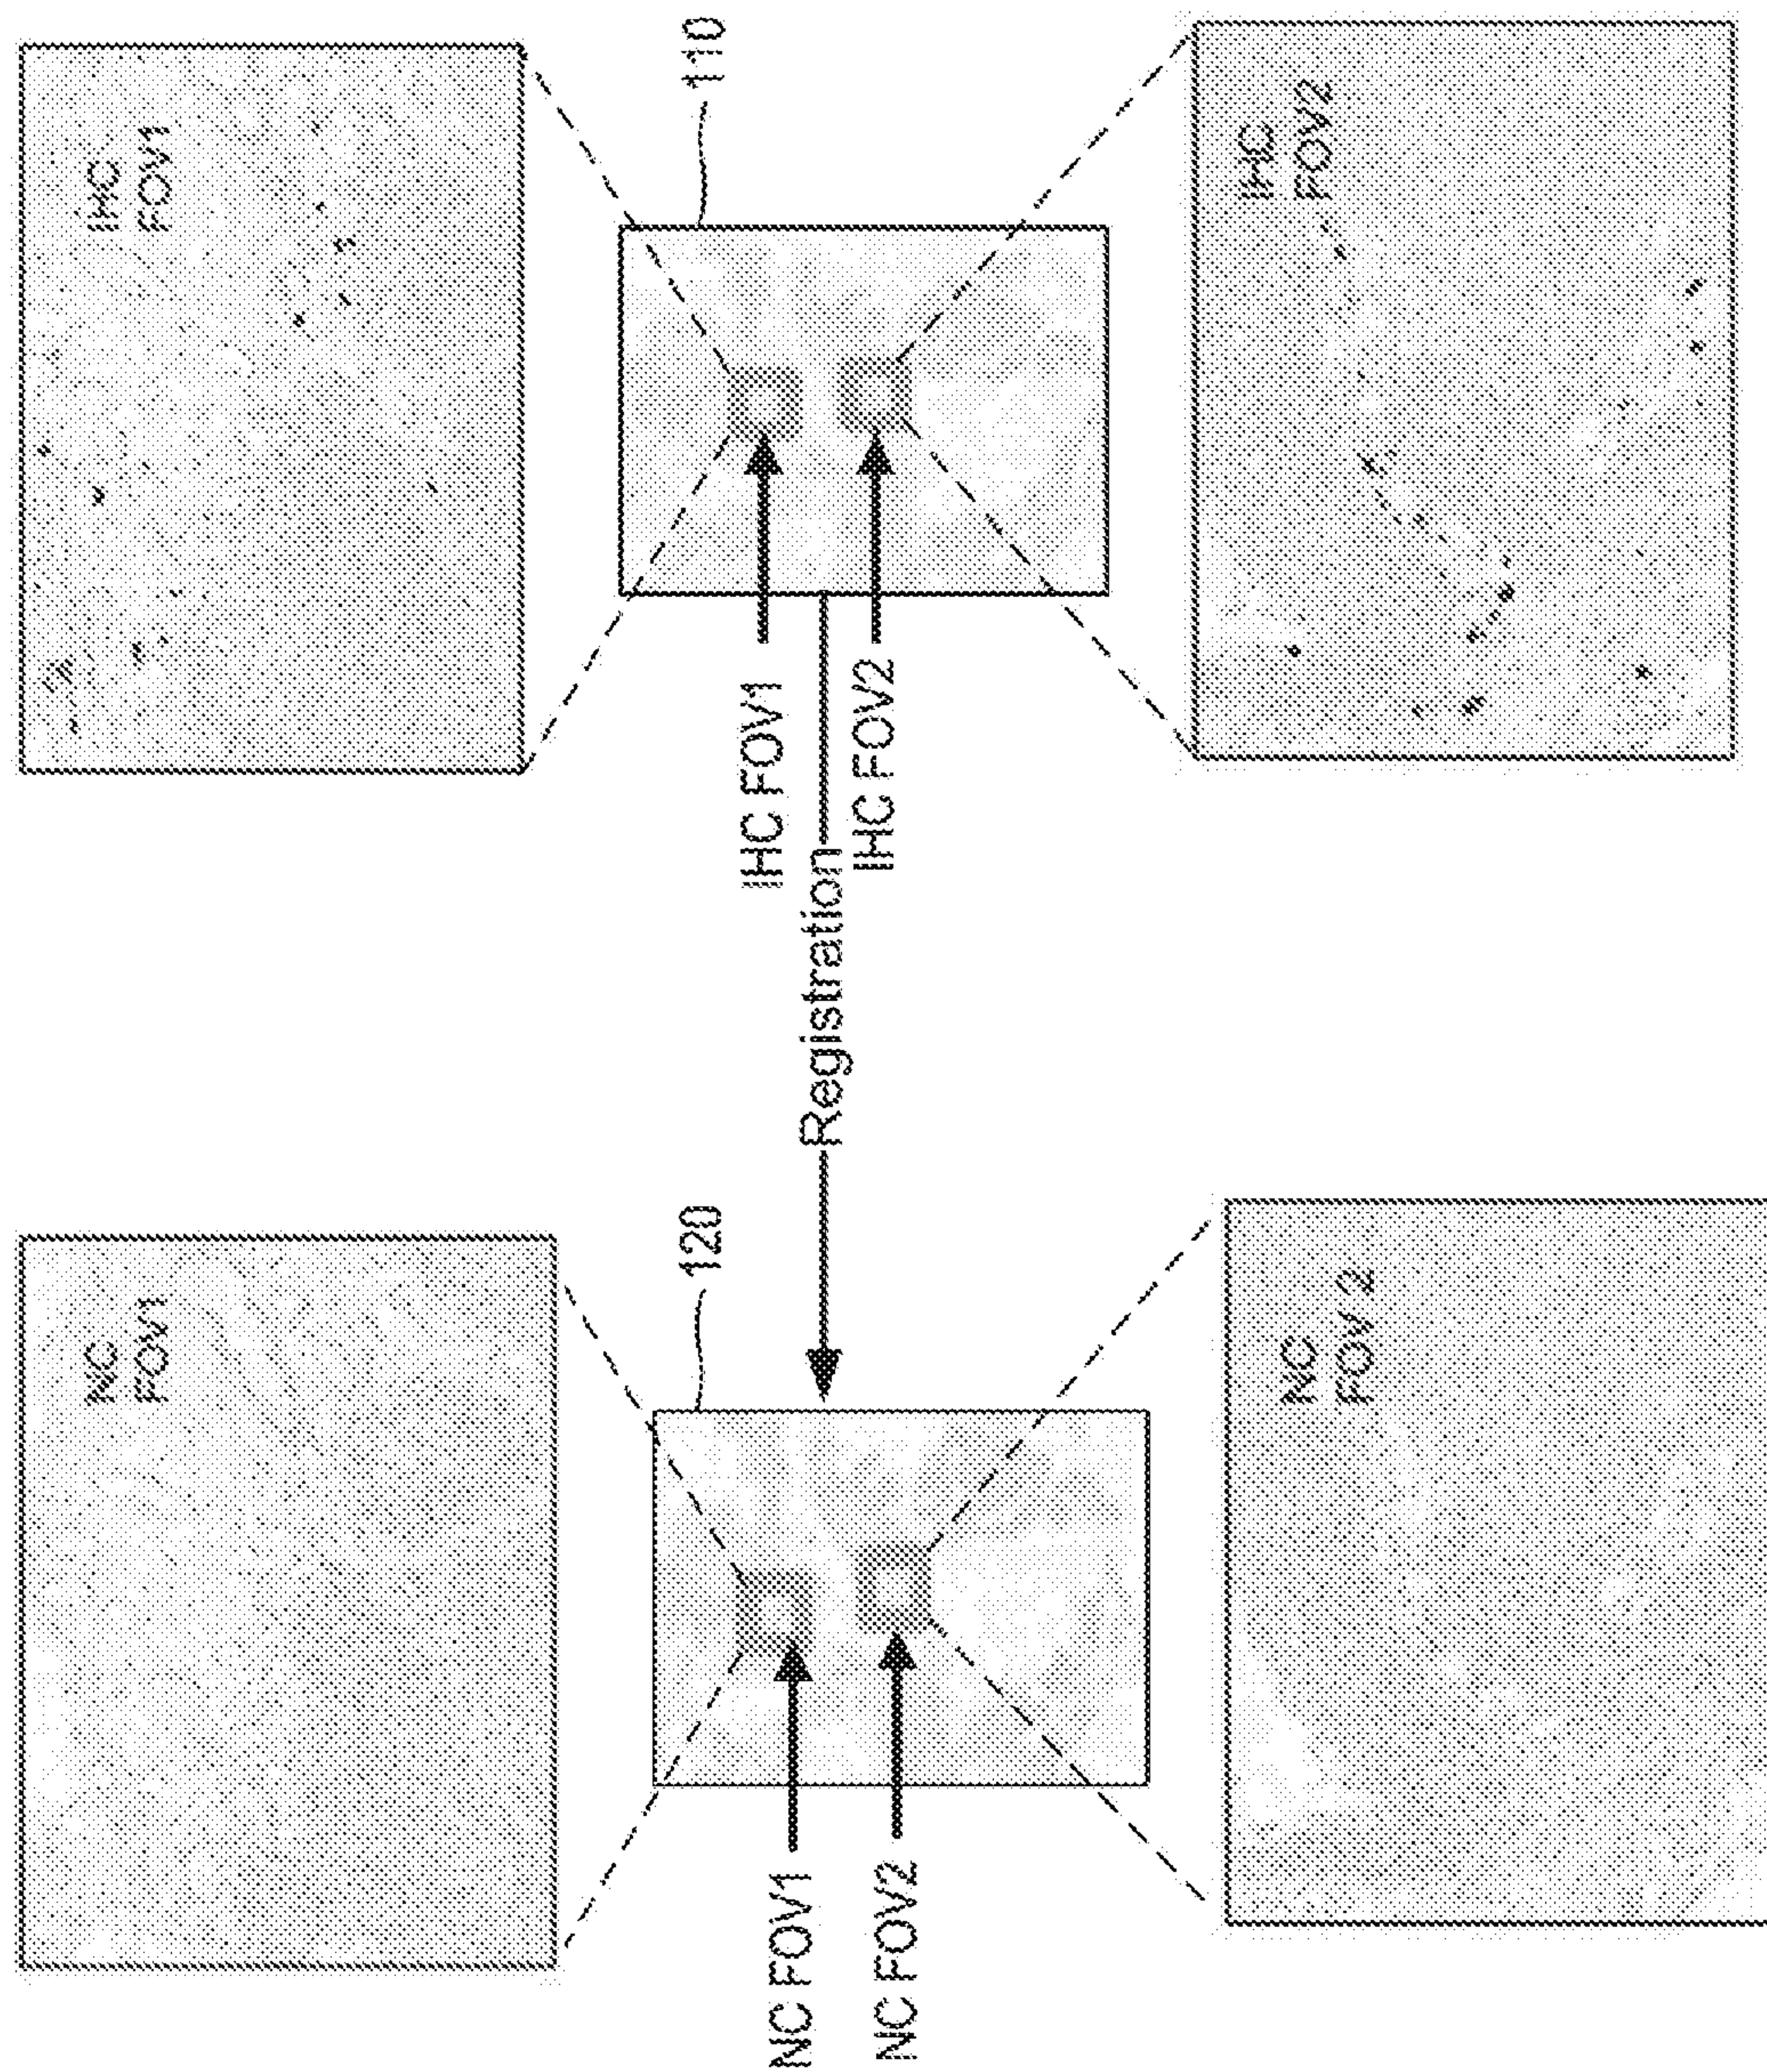 NC
FOV1
IHC
FOV1
120
110
NC FOV1
IHC FOV1
Registration
NC FOV2
IHC FOV2
NC
FOV 2
IHC
FOV2